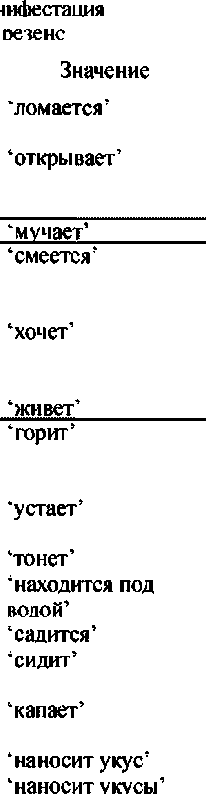 нифестация
резенс
Значение
‘ломается’
‘открывает’
‘мучает’
‘смеется’
‘хочет’
‘живет’
‘горит’
‘устает’
‘тонет’
‘находится под
водой’
‘садится’
‘сидит’
‘капает’
‘наносит укус’
‘наносит укусы’